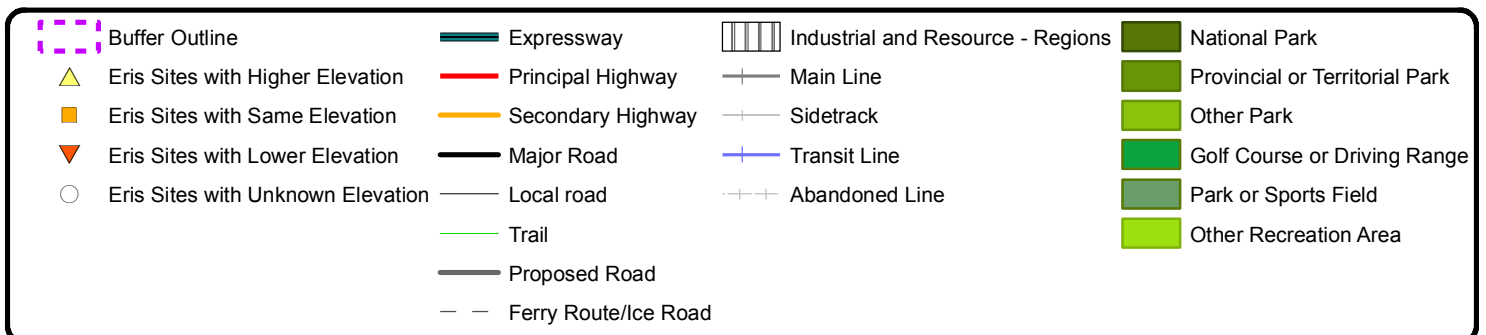 Buffer Outline
Eris Sites with Higher Elevation
Eris Sites with Same Elevation
Eris Sites with Lower Elevation
Eris Sites with Unknown Elevation
Expressway
Principal Highway
Secondary Highway
Major Road
Local road
Trail
Proposed Road
Ferry Route/Ice Road
Industrial and Resource - Regions
Main Line
Sidetrack
Transit Line
Abandoned Line
National Park
Provincial or Territorial Park
Other Park
Golf Course or Driving Range
Park or Sports Field
Other Recreation Area